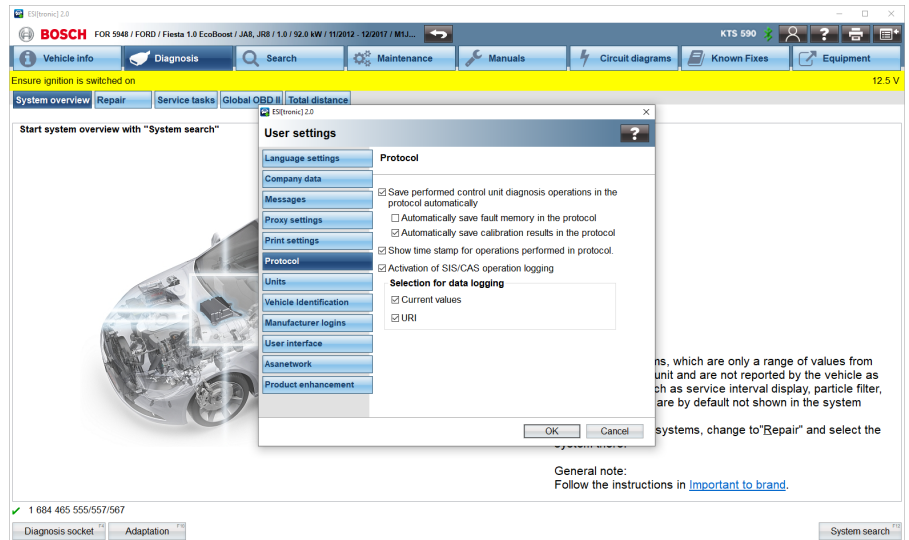 ESI[tronic] 2.0
BOSCH FOR 5948 / FORD / Fiesta 1.0 EcoBoost / JA8, JR8 / 1.0 / 92.0 kW / 11/2012 - 12/2017 / M1J... KTS 590 ?
Vehicle info Diagnosis Search Maintenance Manuals Circuit diagrams Known Fixes Equipment
Ensure ignition is switched on 12.5 V
System overview Repair Service tasks Global OBD II Total distance
Start system overview with "System search"
ESI[tronic] 2.0
User settings ?
Language settings
Company data
Messages
Proxy settings
Print settings
Protocol
Units
Vehicle Identification
Manufacturer logins
User interface
Asanetwork
Product enhancement
Protocol
Save performed control unit diagnosis operations in the
protocol automatically
Automatically save fault memory in the protocol
Automatically save calibration results in the protocol
Show time stamp for operations performed in protocol.
Activation of SIS/CAS operation logging
Selection for data logging
Current values
URI
OK Cancel
ms, which are only a range of values from
unit and are not reported by the vehicle as
ch as service interval display, particle filter,
are by default not shown in the system
systems, change to"Repair" and select the
General note:
Follow the instructions in Important to brand.
1 684 465 555/557/567
Diagnosis socket F4 Adaptation F10 System search F12